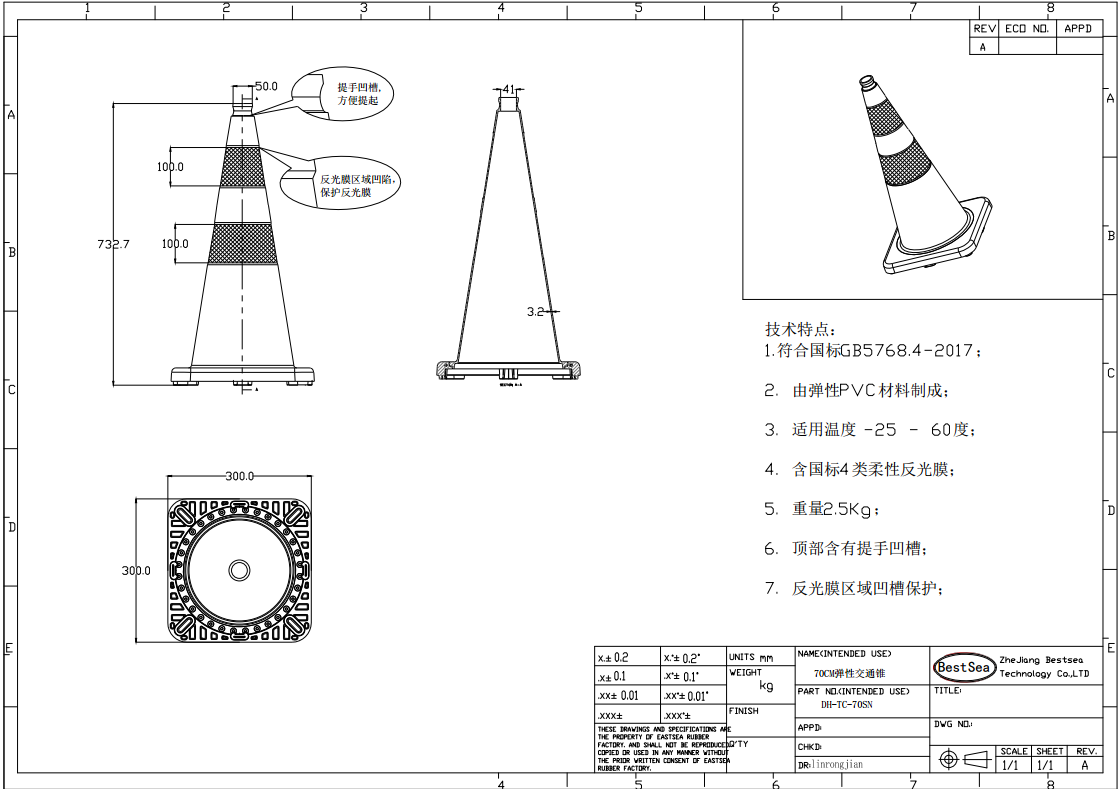 1 2 3 4 5 6 7 8
REV ECO NO. APPD
A
A
A
B
B
C
C
D
D
E
E
50.0
A
提手凹槽,
方便提起
100.0
反光膜区域凹陷,
保护反光膜
732.7
100.0
A
41
3.2
SECTION A-A
300.0
300.0
技术特点：
1.符合国标GB5768.4-2017；
2. 由弹性PVC材料制成；
3. 适用温度 -25 - 60度；
4. 含国标4类柔性反光膜；
5. 重量2.5Kg；
6. 顶部含有提手凹槽；
7. 反光膜区域凹槽保护；
X.± 0.2 X.°± 0.2°
.X± 0.1 .X°± 0.1°
.XX± 0.01 .XX°± 0.01°
.XXX± .XXX°±
THESE DRAWINGS AND SPECIFICATIONS ARE
THE PROPERTY OF EASTSEA RUBBER
FACTORY. AND SHALL NOT BE REPRODUCED
COPIED OR USED IN ANY MANNER WITHOUT
THE PRIOR WRITTEN CONSENT OF EASTSEA
RUBBER FACTORY.
UNITS mm
WEIGHT
kg
FINISH
Q'TY
NAME(INTENDED USE)
70CM弹性交通锥
PART NO.(INTENDED USE)
DH-TC-70SN
APPD:
CHKD:
DR:linrongjian
BestSea
ZheJiang Bestsea
Technology Co.,LTD
TITLE:
DWG NO.:
SCALE SHEET REV.
1/1 1/1 A
4 5 6 7 8